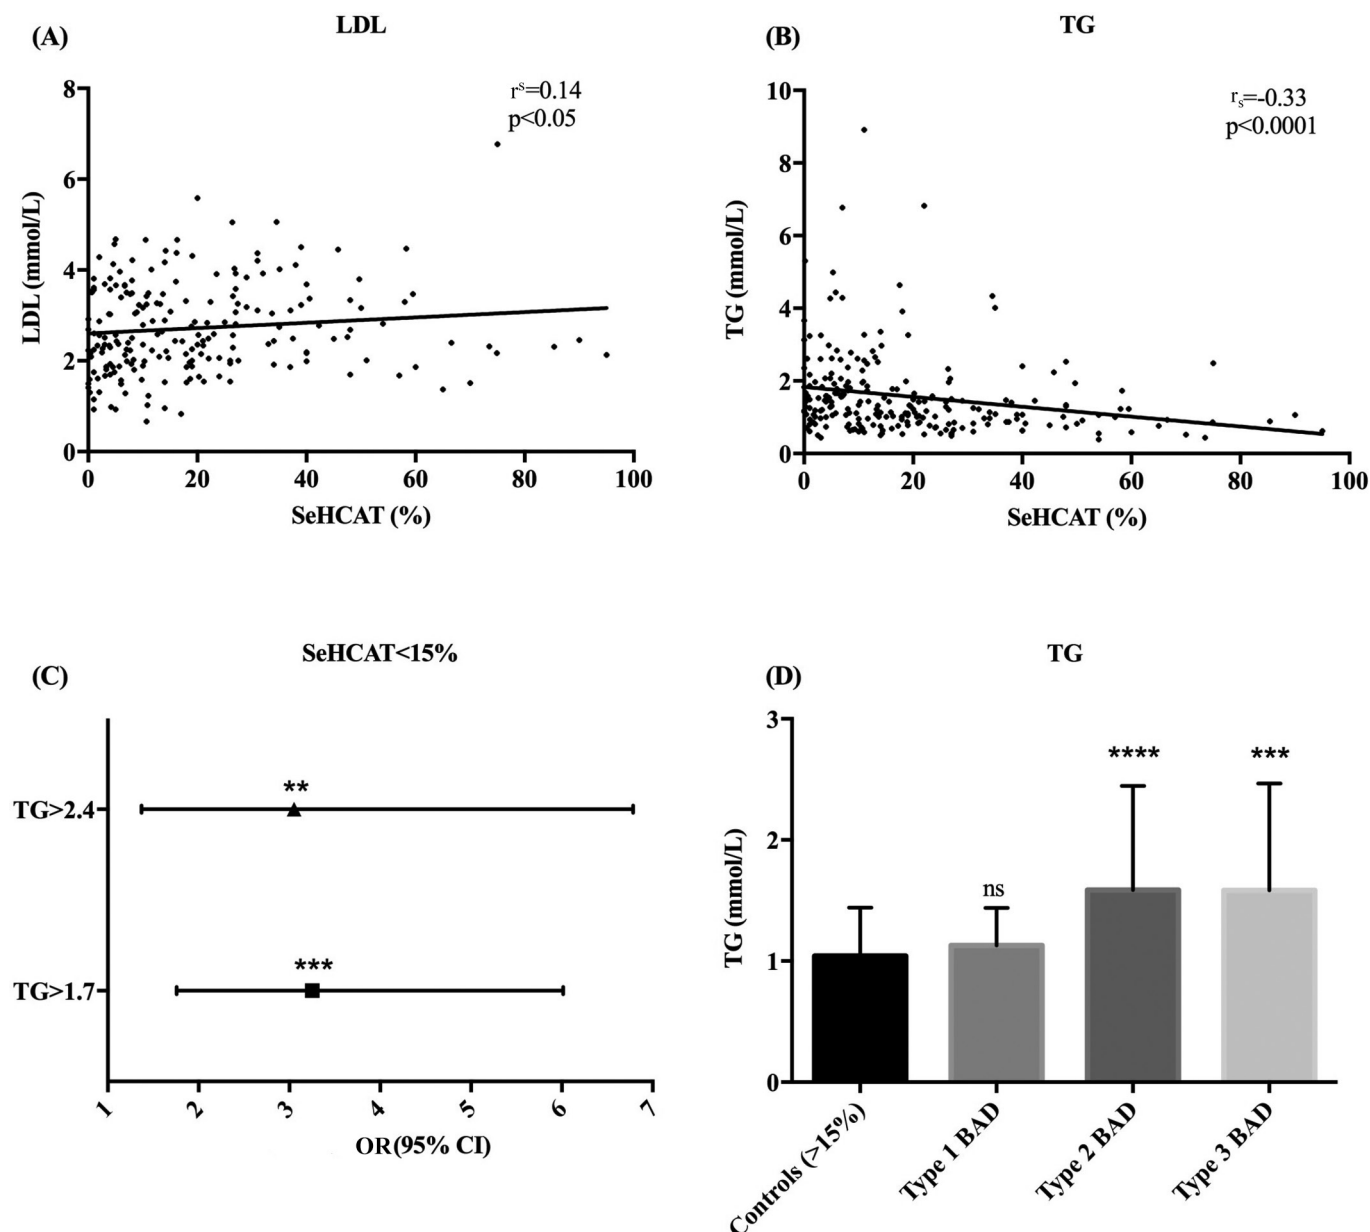 (A)
LDL
8
6
4
2
0
LDL (mmol/L)
rˢ=0.14
p<0.05
0 20 40 60 80 100
SeHCAT (%)
(B)
TG
10
8
6
4
2
0
TG (mmol/L)
rₛ=-0.33
p<0.0001
0 20 40 60 80 100
SeHCAT (%)
(C)
SeHCAT<15%
TG>2.4
**
TG>1.7
***
1 2 3 4 5 6 7
OR(95% CI)
(D)
TG
3
2
1
0
TG (mmol/L)
ns
****
***
Controls (>15%)
Type 1 BAD
Type 2 BAD
Type 3 BAD